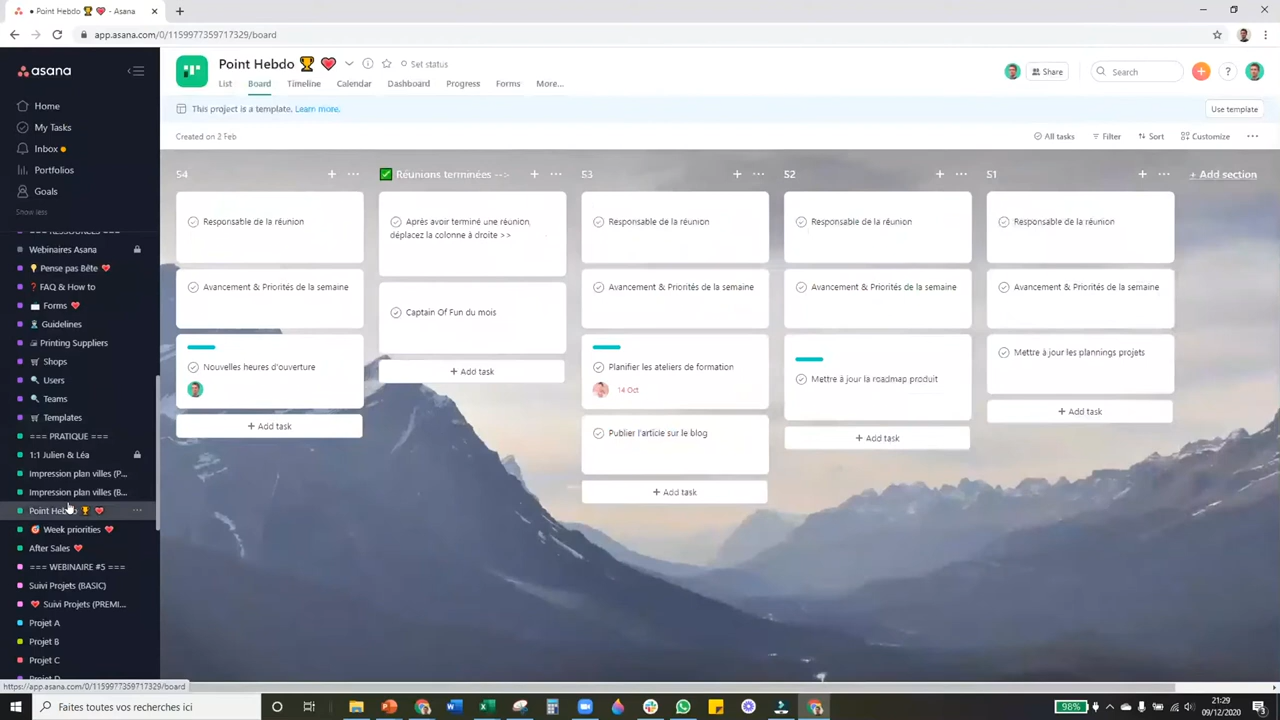 • Point Hebdo 🏆 ❤️ - Asana
app.asana.com/0/1159977359717329/board
asana
Home
My Tasks
Inbox
Portfolios
Goals
Show less
=== RESSOURCES ===
Webinaires Asana
💡 Pense pas Bête ❤️
❓ FAQ & How to
📩 Forms ❤️
Guidelines
Printing Suppliers
🛒 Shops
🔍 Users
🔍 Teams
🛒 Templates
=== PRATIQUE ===
1:1 Julien & Léa
Impression plan villes (P...
Impression plan villes (B...
Point Hebdo 🏆 ❤️
🎯 Week priorities ❤️
After Sales ❤️
=== WEBINAIRE #5 ===
Suivi Projets (BASIC)
❤️ Suivi Projets (PREMI...
Projet A
Projet B
Projet C
Projet D
https://app.asana.com/0/1159977359717329/board
Point Hebdo 🏆 ❤️
Set status
List
Board
Timeline
Calendar
Dashboard
Progress
Forms
More...
Share
Search
?
This project is a template. Learn more.
Use template
Created on 2 Feb
All tasks
Filter
Sort
Customize
S4
Responsable de la réunion
Avancement & Priorités de la semaine
Nouvelles heures d'ouverture
+ Add task
✅ Réunions terminées -->
Après avoir terminé une réunion,
déplacez la colonne à droite > >
Captain Of Fun du mois
+ Add task
S3
Responsable de la réunion
Avancement & Priorités de la semaine
Planifier les ateliers de formation
14 Oct
Publier l'article sur le blog
+ Add task
S2
Responsable de la réunion
Avancement & Priorités de la semaine
Mettre à jour la roadmap produit
+ Add task
S1
Responsable de la réunion
Avancement & Priorités de la semaine
Mettre à jour les plannings projets
+ Add task
+ Add section
Faites toutes vos recherches ici
98%
21:29
09/12/2020